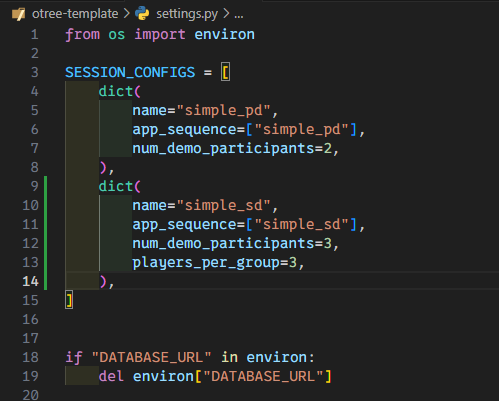 otree-template > settings.py > ...
1 from os import environ
2
3 SESSION_CONFIGS = [
4     dict(
5         name="simple_pd",
6         app_sequence=["simple_pd"],
7         num_demo_participants=2,
8     ),
9     dict(
10         name="simple_sd",
11         app_sequence=["simple_sd"],
12         num_demo_participants=3,
13         players_per_group=3,
14     ),
15 ]
16
17
18 if "DATABASE_URL" in environ:
19     del environ["DATABASE_URL"]
20